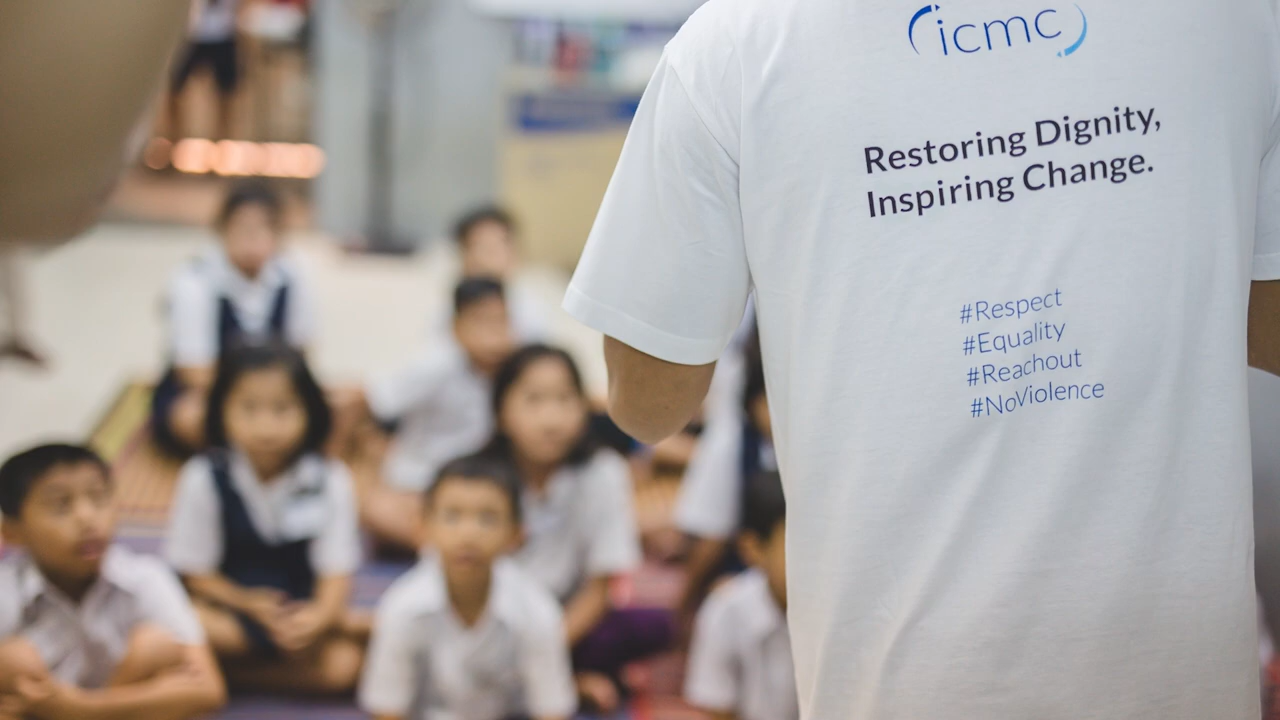 icmc
Restoring Dignity,
Inspiring Change.
#Respect
#Equality
#Reachout
#NoViolence